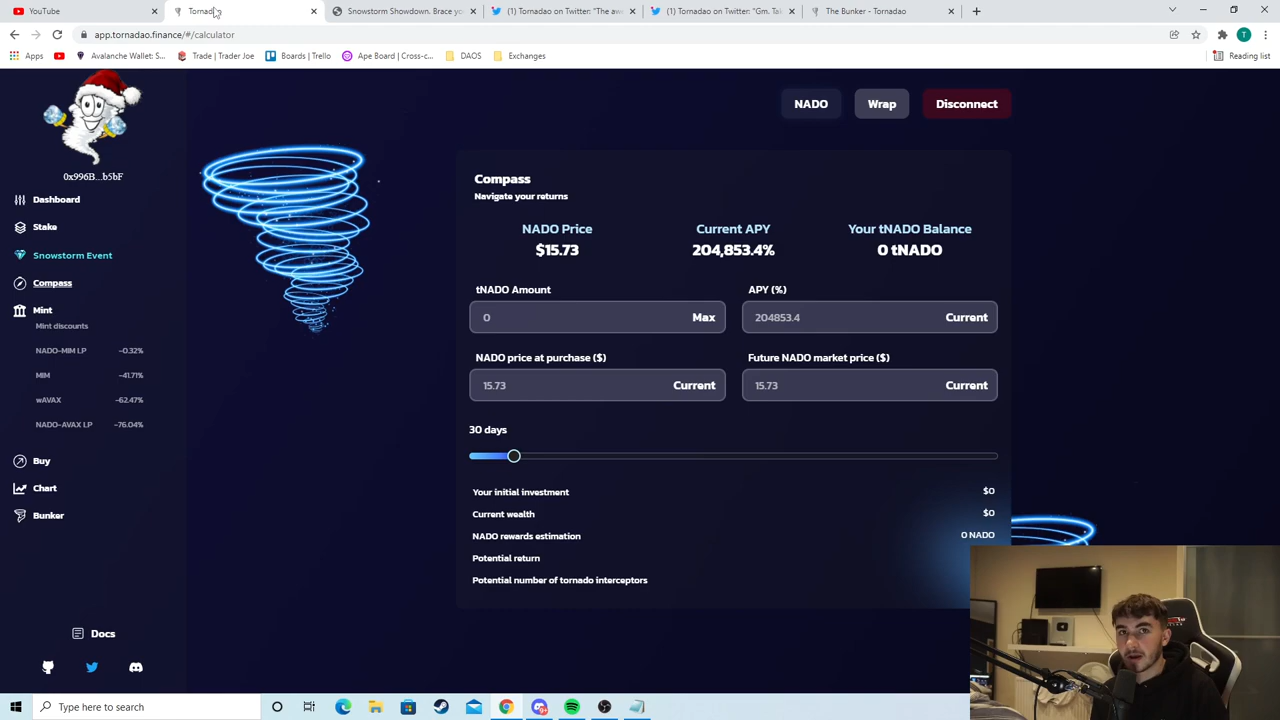 YouTube
Tornadao
Snowstorm Showdown. Brace yo
(1) Tornadao on Twitter: "The aw
(1) Tornadao on Twitter: "Gm. Ta
The Bunker - Tornadao
app.tornadao.finance/#/calculator
T
Apps
Avalanche Wallet: S...
Trade | Trader Joe
Boards | Trello
Ape Board | Cross-c...
DAOS
Exchanges
Reading list
NADO
Wrap
Disconnect
0x996B...b5bF
Dashboard
Stake
Snowstorm Event
Compass
Mint
Mint discounts
NADO-MIM LP -0.32%
MIM -41.71%
wAVAX -62.47%
NADO-AVAX LP -76.04%
Buy
Chart
Bunker
Docs
Compass
Navigate your returns
NADO Price Current APY Your tNADO Balance
$15.73 204,853.4% 0 tNADO
tNADO Amount APY (%)
0 Max 204853.4 Current
NADO price at purchase ($) Future NADO market price ($)
15.73 Current 15.73 Current
30 days
Your initial investment $0
Current wealth $0
NADO rewards estimation 0 NADO
Potential return
Potential number of tornado interceptors
Type here to search